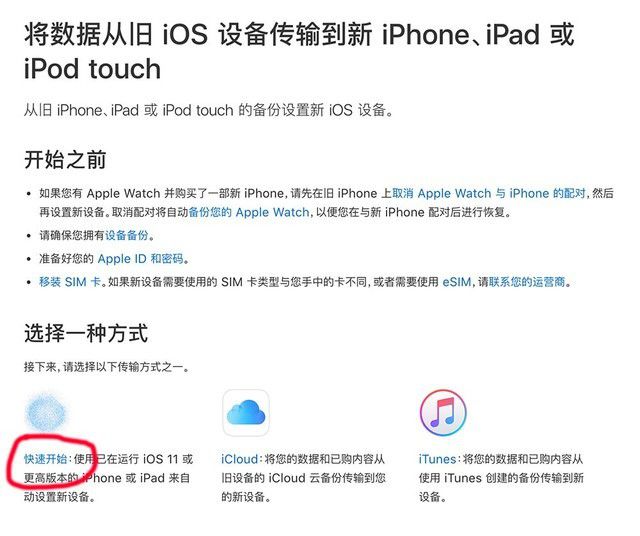 将数据从旧 iOS 设备传输到新 iPhone、iPad 或
iPod touch
从旧 iPhone、iPad 或 iPod touch 的备份设置新 iOS 设备。
开始之前
• 如果您有 Apple Watch 并购买了一部新 iPhone，请先在旧 iPhone 上取消 Apple Watch 与 iPhone 的配对，然后
再设置新设备。取消配对将自动备份您的 Apple Watch，以便您在与新 iPhone 配对后进行恢复。
• 请确保您拥有设备备份。
• 准备好您的 Apple ID 和密码。
• 移装 SIM 卡。如果新设备需要使用的 SIM 卡类型与您手中的卡不同，或者需要使用 eSIM，请联系您的运营商。
选择一种方式
接下来，请选择以下传输方式之一。
快速开始：使用已在运行 iOS 11 或
更高版本的 iPhone 或 iPad 来自
动设置新设备。
iCloud：将您的数据和已购内容从
旧设备的 iCloud 云备份传输到您
的新设备。
iTunes：将您的数据和已购内容从
使用 iTunes 创建的备份传输到新
设备。